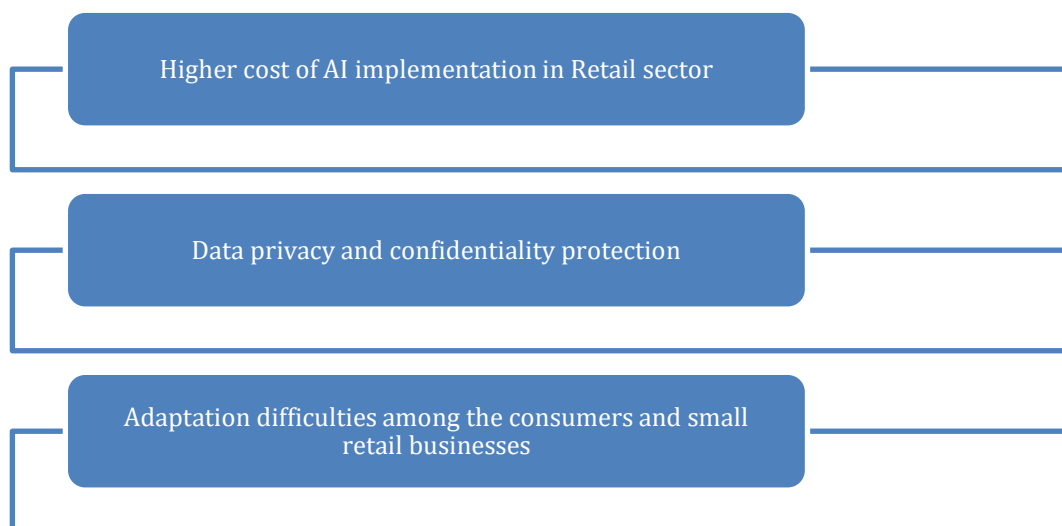 Higher cost of AI implementation in Retail sector
Data privacy and confidentiality protection
Adaptation difficulties among the consumers and small
retail businesses